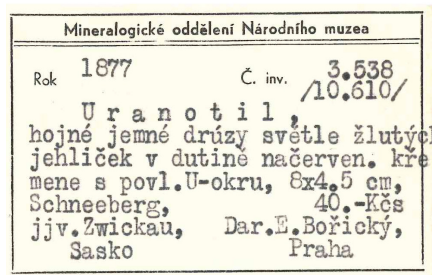 Mineralogické oddělení Národního muzea
Rok 1877 Č. inv. 3.538
/10.610/
Uranotil,
hojné jemné drúzy světle žlutých
jehliček v dutině načerven. kře
mene s povl.U-okru, 8x4.5 cm,
Schneeberg, 40.-Kčs
jjv.Zwickau, Dar.E.Bořický,
Sasko Praha